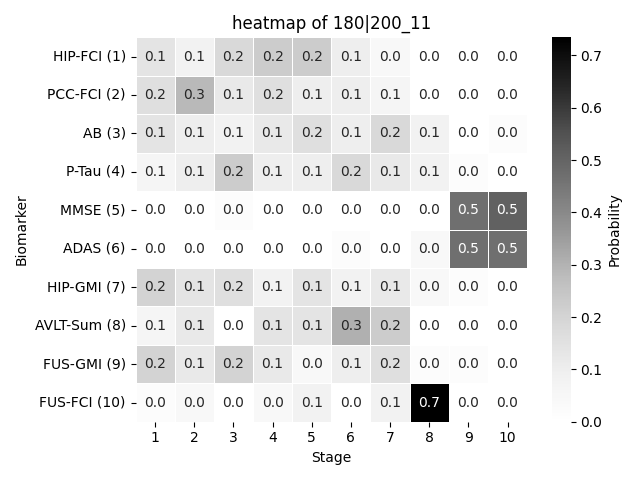 heatmap of 180|200_11
HIP-FCI (1) 0.1 0.1 0.2 0.2 0.2 0.1 0.0 0.0 0.0 0.0
PCC-FCI (2) 0.2 0.3 0.1 0.2 0.1 0.1 0.1 0.0 0.0 0.0
AB (3) 0.1 0.1 0.1 0.1 0.2 0.1 0.2 0.1 0.0 0.0
P-Tau (4) 0.1 0.1 0.2 0.1 0.1 0.2 0.1 0.1 0.0 0.0
MMSE (5) 0.0 0.0 0.0 0.0 0.0 0.0 0.0 0.0 0.5 0.5
ADAS (6) 0.0 0.0 0.0 0.0 0.0 0.0 0.0 0.0 0.5 0.5
HIP-GMI (7) 0.2 0.1 0.2 0.1 0.1 0.1 0.1 0.0 0.0 0.0
AVLT-Sum (8) 0.1 0.1 0.0 0.1 0.1 0.3 0.2 0.0 0.0 0.0
FUS-GMI (9) 0.2 0.1 0.2 0.1 0.0 0.1 0.2 0.0 0.0 0.0
FUS-FCI (10) 0.0 0.0 0.0 0.0 0.1 0.0 0.1 0.7 0.0 0.0
1 2 3 4 5 6 7 8 9 10
Stage
Biomarker
0.7
0.6
0.5
0.4
0.3
0.2
0.1
0.0
Probability